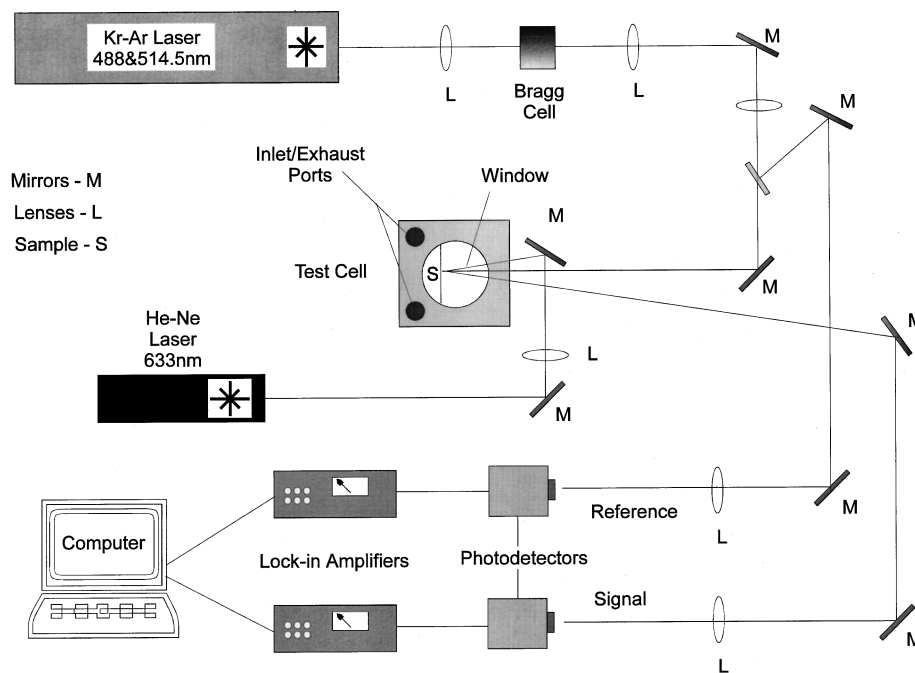 Kr-Ar Laser
488&514.5nm
L
Bragg
Cell
L
M
M
Mirrors - M
Lenses - L
Sample - S
Inlet/Exhaust
Ports
Window
M
Test Cell
S
M
He-Ne
Laser
633nm
L
M
M
Computer
Lock-in Amplifiers
Photodetectors
Reference
L
M
Signal
L
M